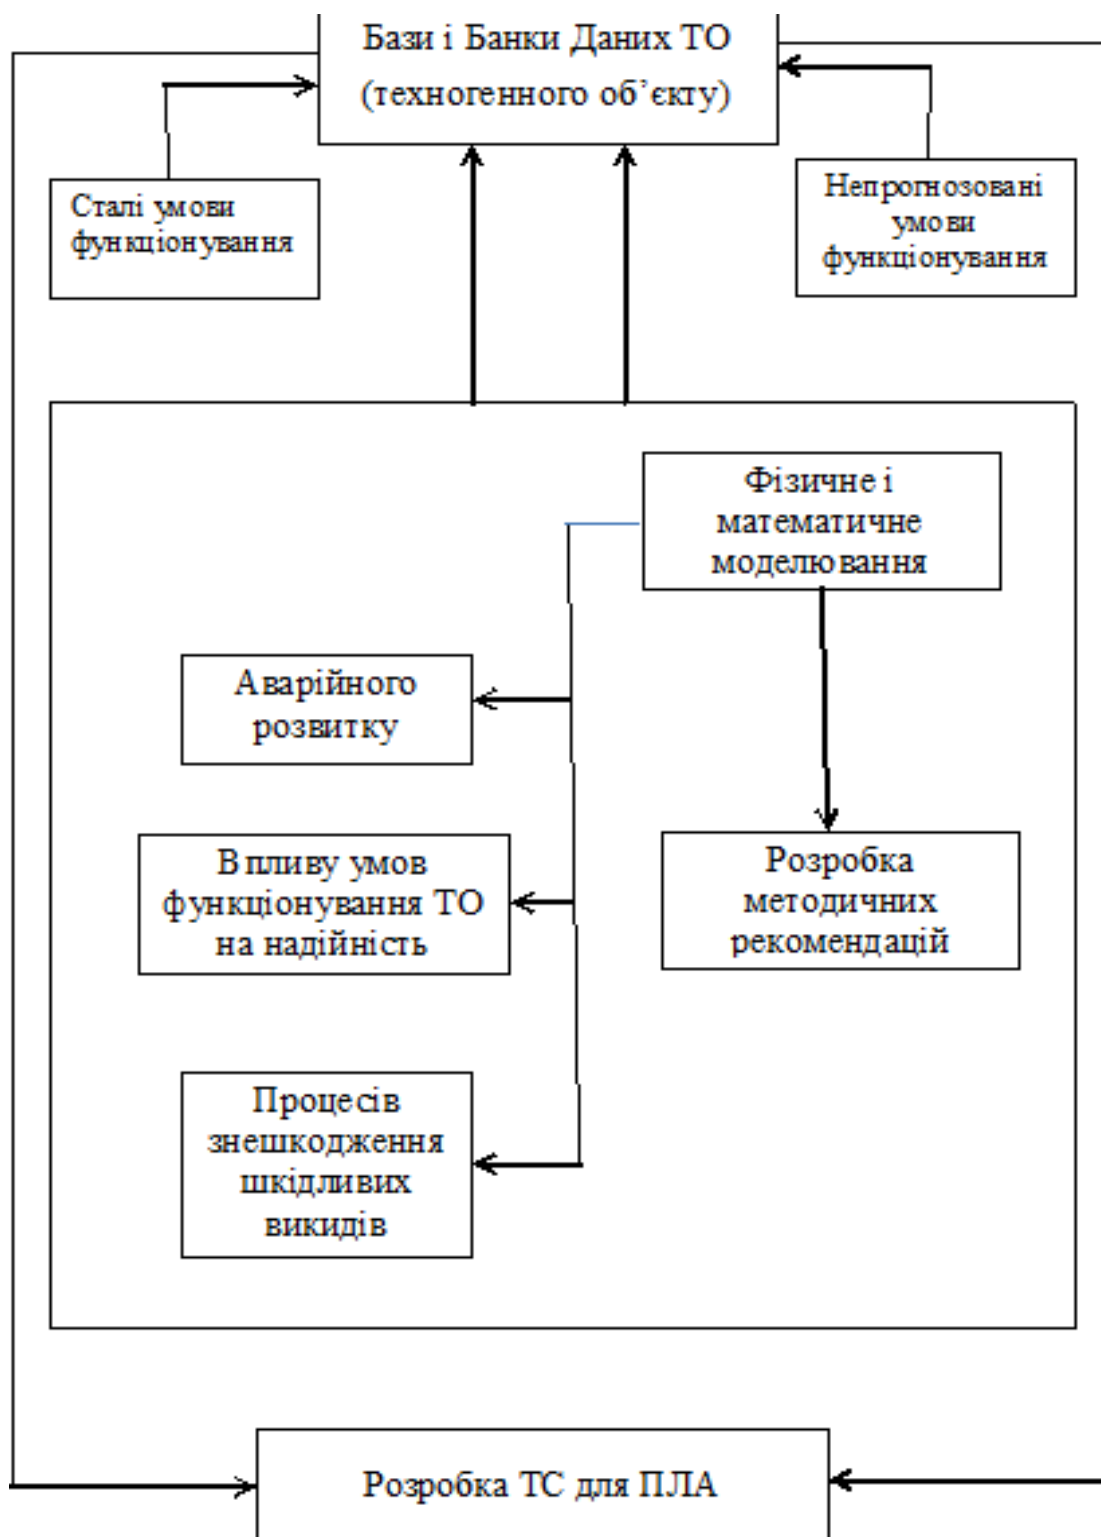 Бази і Банки Даних ТО
(техногенного об’єкту)
Сталі умови
функціонування
Непрогнозовані
умови
функціонування
Фізичне і
математичне
моделювання
Аварійного
розвитку
Впливу умов
функціонування ТО
на надійність
Розробка
методичних
рекомендацій
Процесів
знешкодження
шкідливих
викидів
Розробка ТС для ПЛА